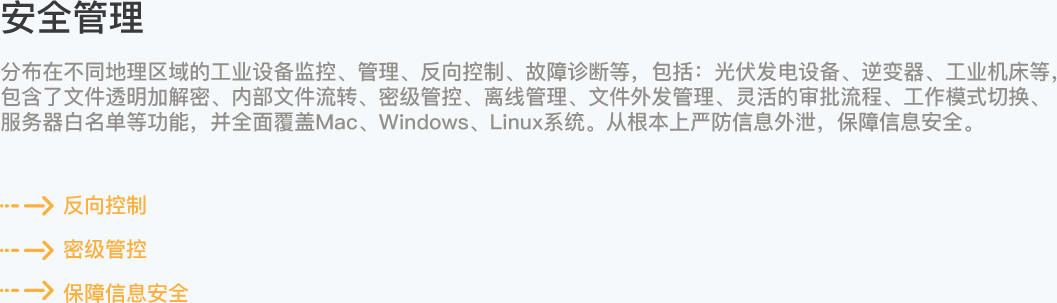 安全管理
分布在不同地理区域的工业设备监控、管理、反向控制、故障诊断等，包括：光伏发电设备、逆变器、工业机床等，
包含了文件透明加解密、内部文件流转、密级管控、离线管理、文件外发管理、灵活的审批流程、工作模式切换、
服务器白名单等功能，并全面覆盖Mac、Windows、Linux系统。从根本上严防信息外泄，保障信息安全。
反向控制
密级管控
保障信息安全